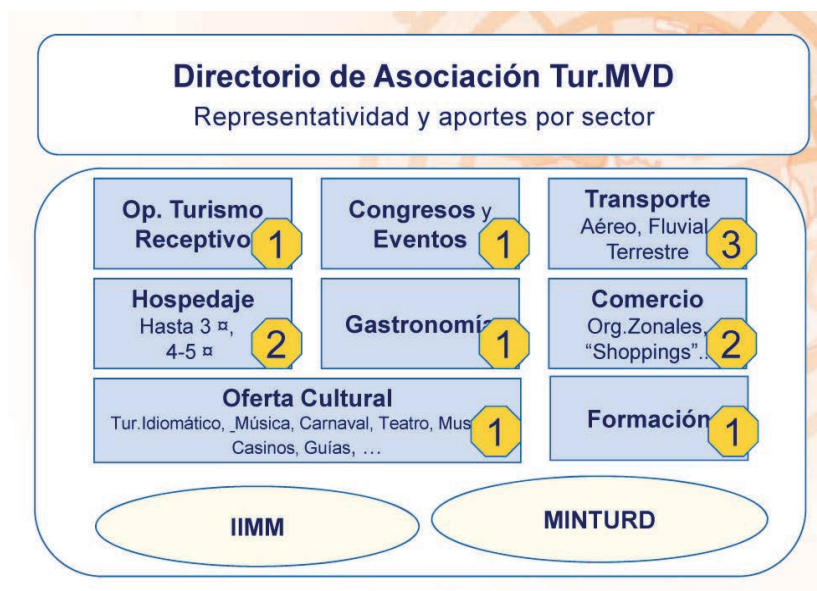 Directorio de Asociación Tur.MVD
Representatividad y aportes por sector
Op. Turismo
Receptivo
1
Congresos y
Eventos
1
Transporte
Aéreo, Fluvial
Terrestre
3
Hospedaje
Hasta 3 ¤,
4-5 ¤
2
Gastronomía
1
Comercio
Org.Zonales,
“Shoppings”..
2
Oferta Cultural
Tur.Idiomático, _Música, Carnaval, Teatro, Mus
Casinos, Guías, …
1
Formación
1
IIMM
MINTURD